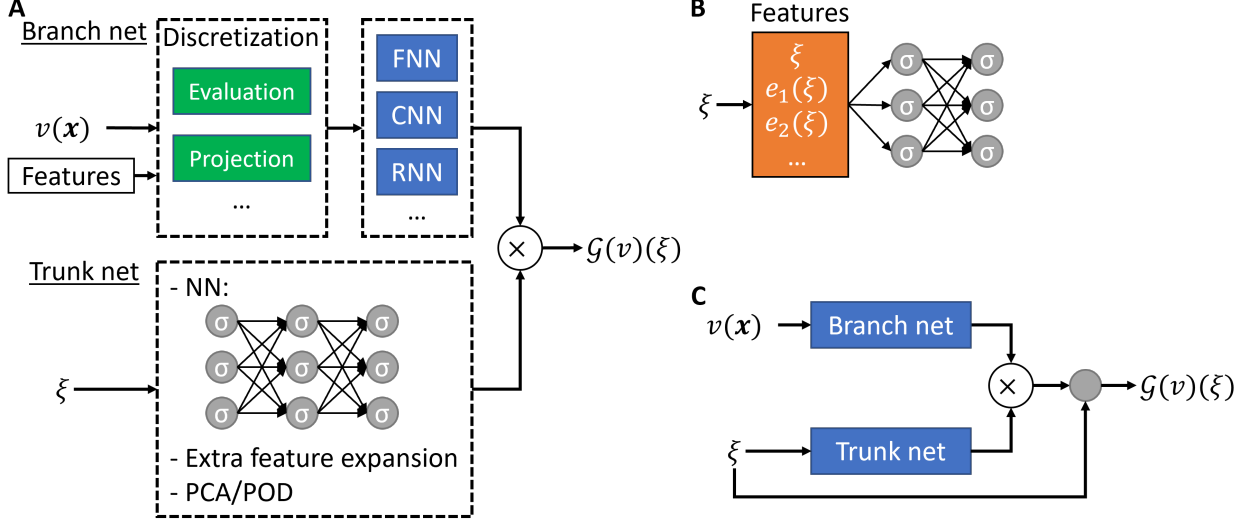 A
Branch net
Discretization
Evaluation
Projection
...
v(x)
Features
FNN
CNN
RNN
...
×
𝒢(v)(ξ)
Trunk net
- NN:
σ σ σ
σ σ σ
σ σ σ
ξ
- Extra feature expansion
- PCA/POD
B
Features
ξ
ξ
e₁(ξ)
e₂(ξ)
...
σ σ
σ σ
σ σ
C
v(x)
Branch net
×
𝒢(v)(ξ)
ξ
Trunk net